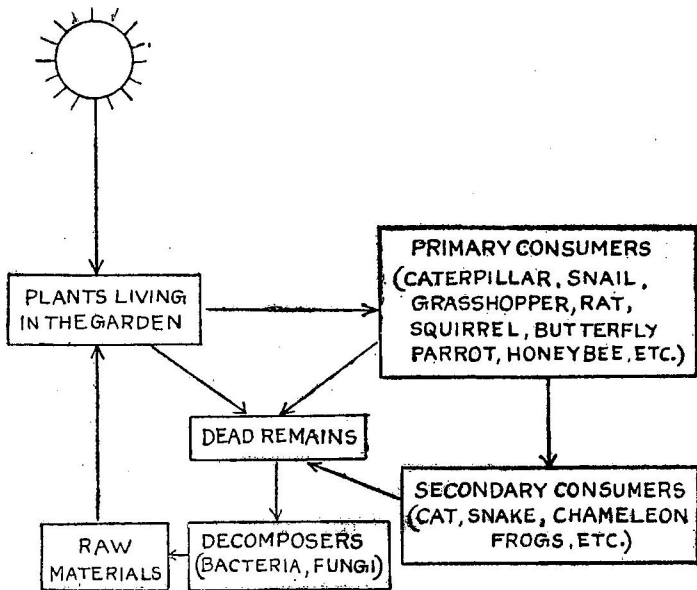 PLANTS LIVING
IN THE GARDEN
PRIMARY CONSUMERS
(CATERPILLAR, SNAIL,
GRASSHOPPER, RAT,
SQUIRREL, BUTTERFLY
PARROT, HONEYBEE, ETC.)
DEAD REMAINS
SECONDARY CONSUMERS
(CAT, SNAKE, CHAMELEON
FROGS, ETC.)
RAW
MATERIALS
DECOMPOSERS
(BACTERIA, FUNGI)